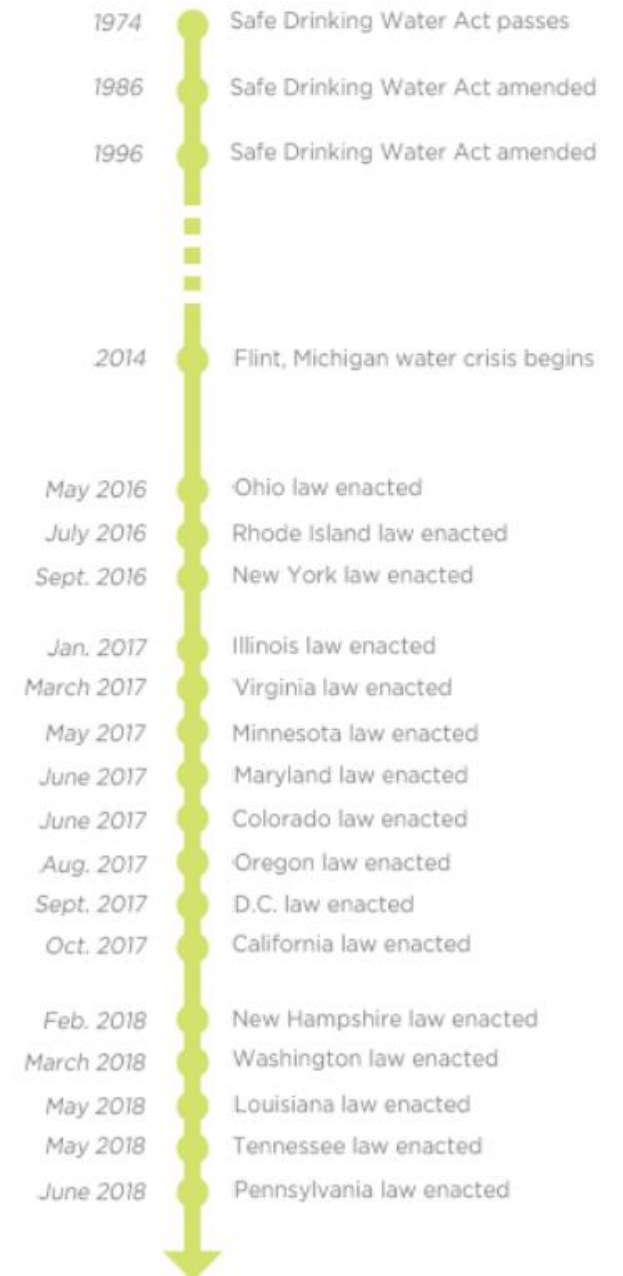 1974 Safe Drinking Water Act passes
1986 Safe Drinking Water Act amended
1996 Safe Drinking Water Act amended
2014 Flint, Michigan water crisis begins
May 2016 Ohio law enacted
July 2016 Rhode Island law enacted
Sept. 2016 New York law enacted
Jan. 2017 Illinois law enacted
March 2017 Virginia law enacted
May 2017 Minnesota law enacted
June 2017 Maryland law enacted
June 2017 Colorado law enacted
Aug. 2017 Oregon law enacted
Sept. 2017 D.C. law enacted
Oct. 2017 California law enacted
Feb. 2018 New Hampshire law enacted
March 2018 Washington law enacted
May 2018 Louisiana law enacted
May 2018 Tennessee law enacted
June 2018 Pennsylvania law enacted